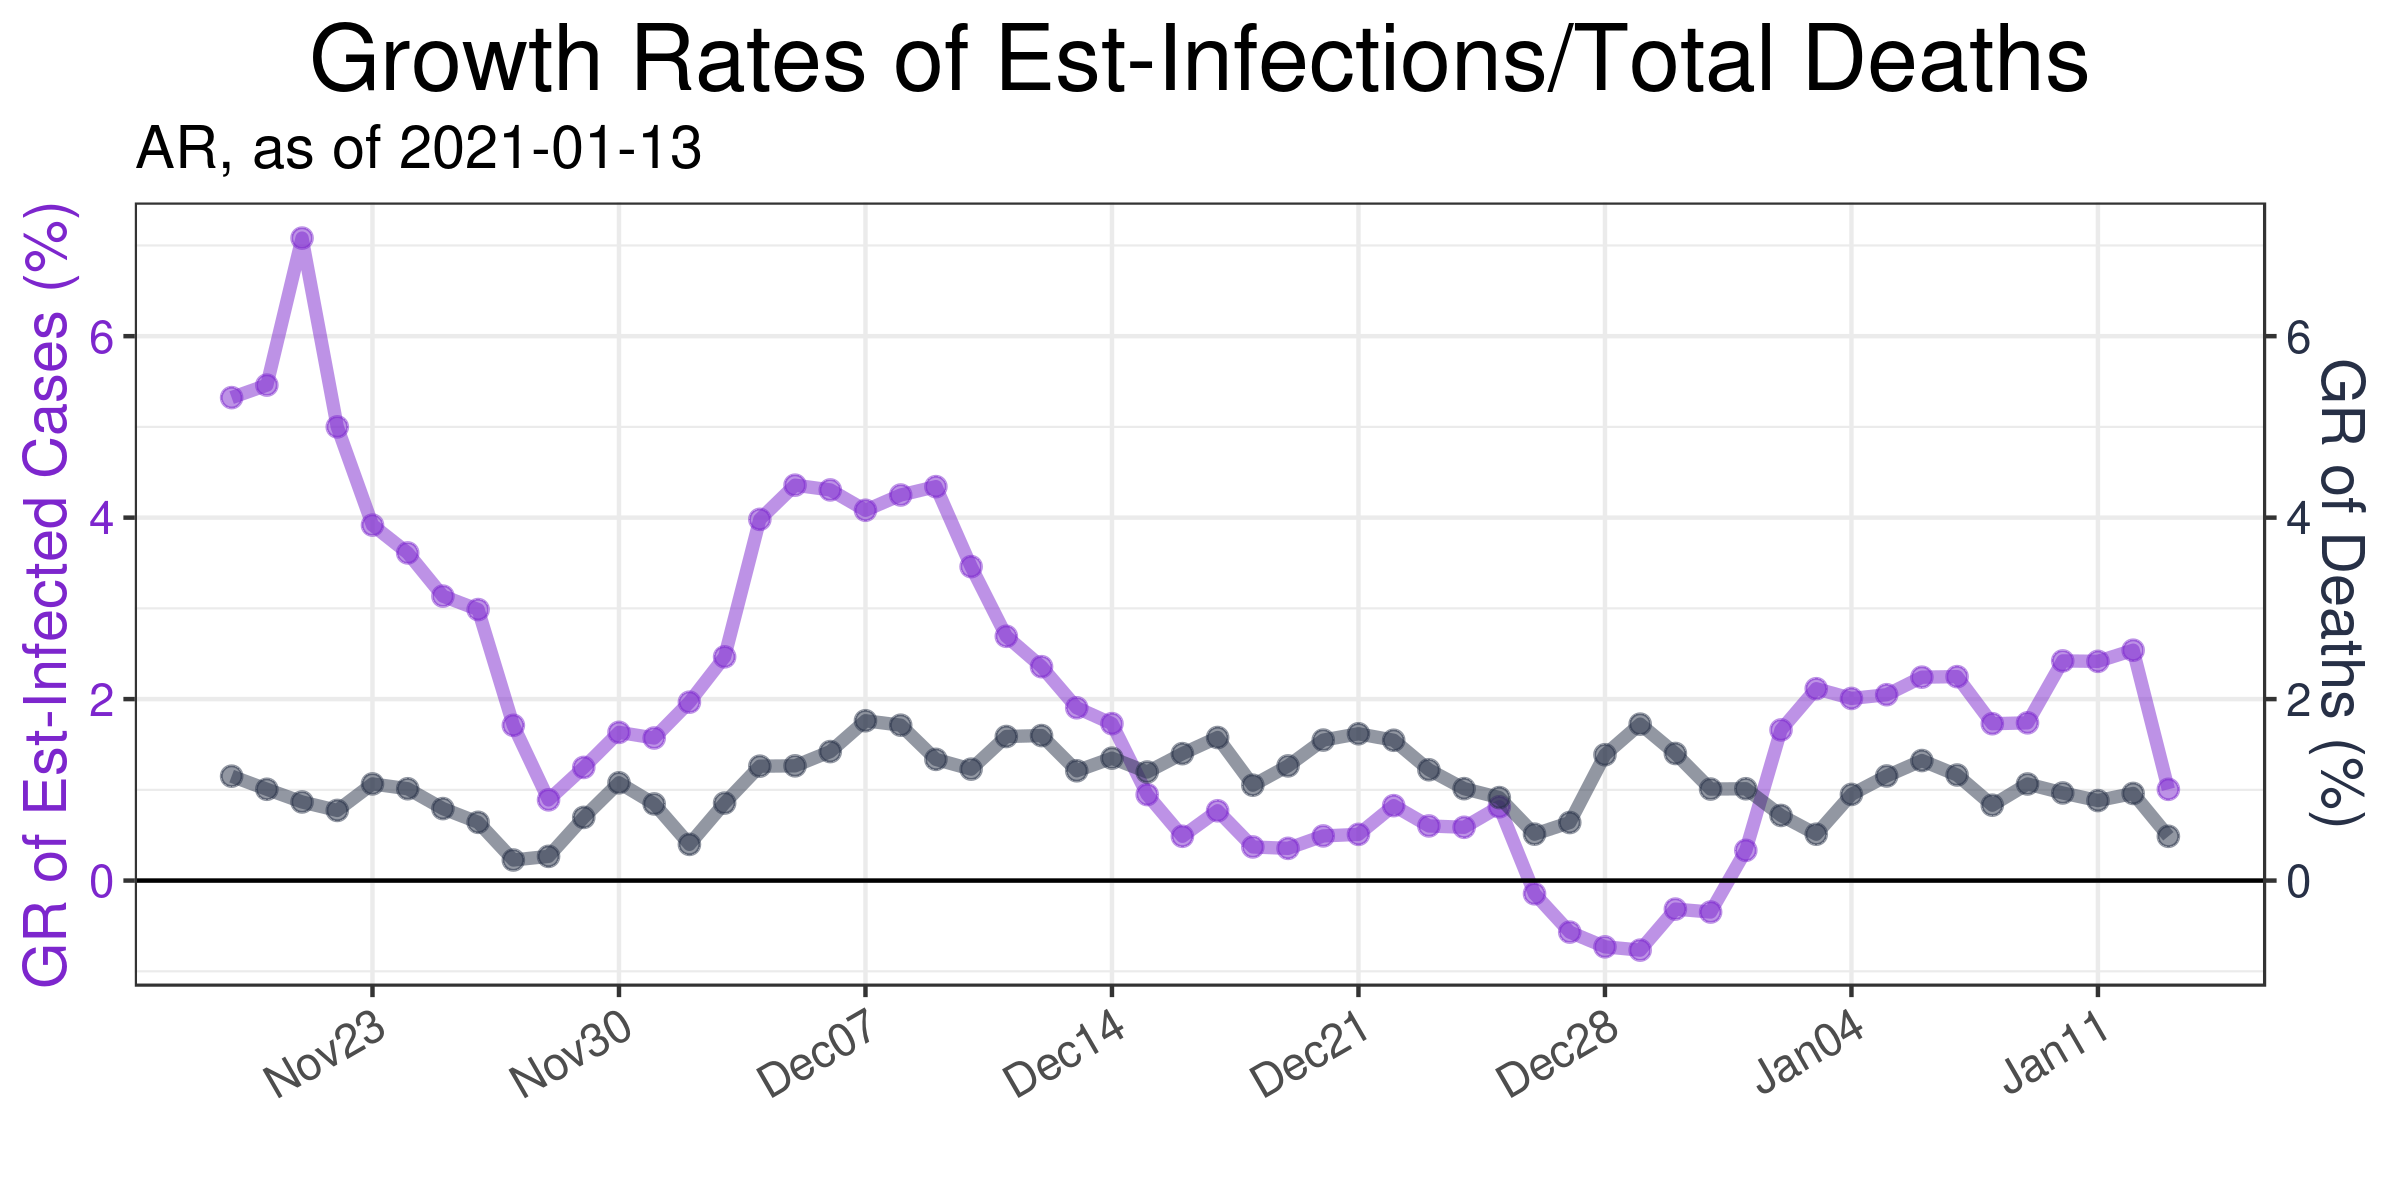 Growth Rates of Est-Infections/Total Deaths
AR, as of 2021-01-13
GR of Est-Infected Cases (%)
6
4
2
0
6
4
2
0
GR of Deaths (%)
Nov23
Nov30
Dec07
Dec14
Dec21
Dec28
Jan04
Jan11